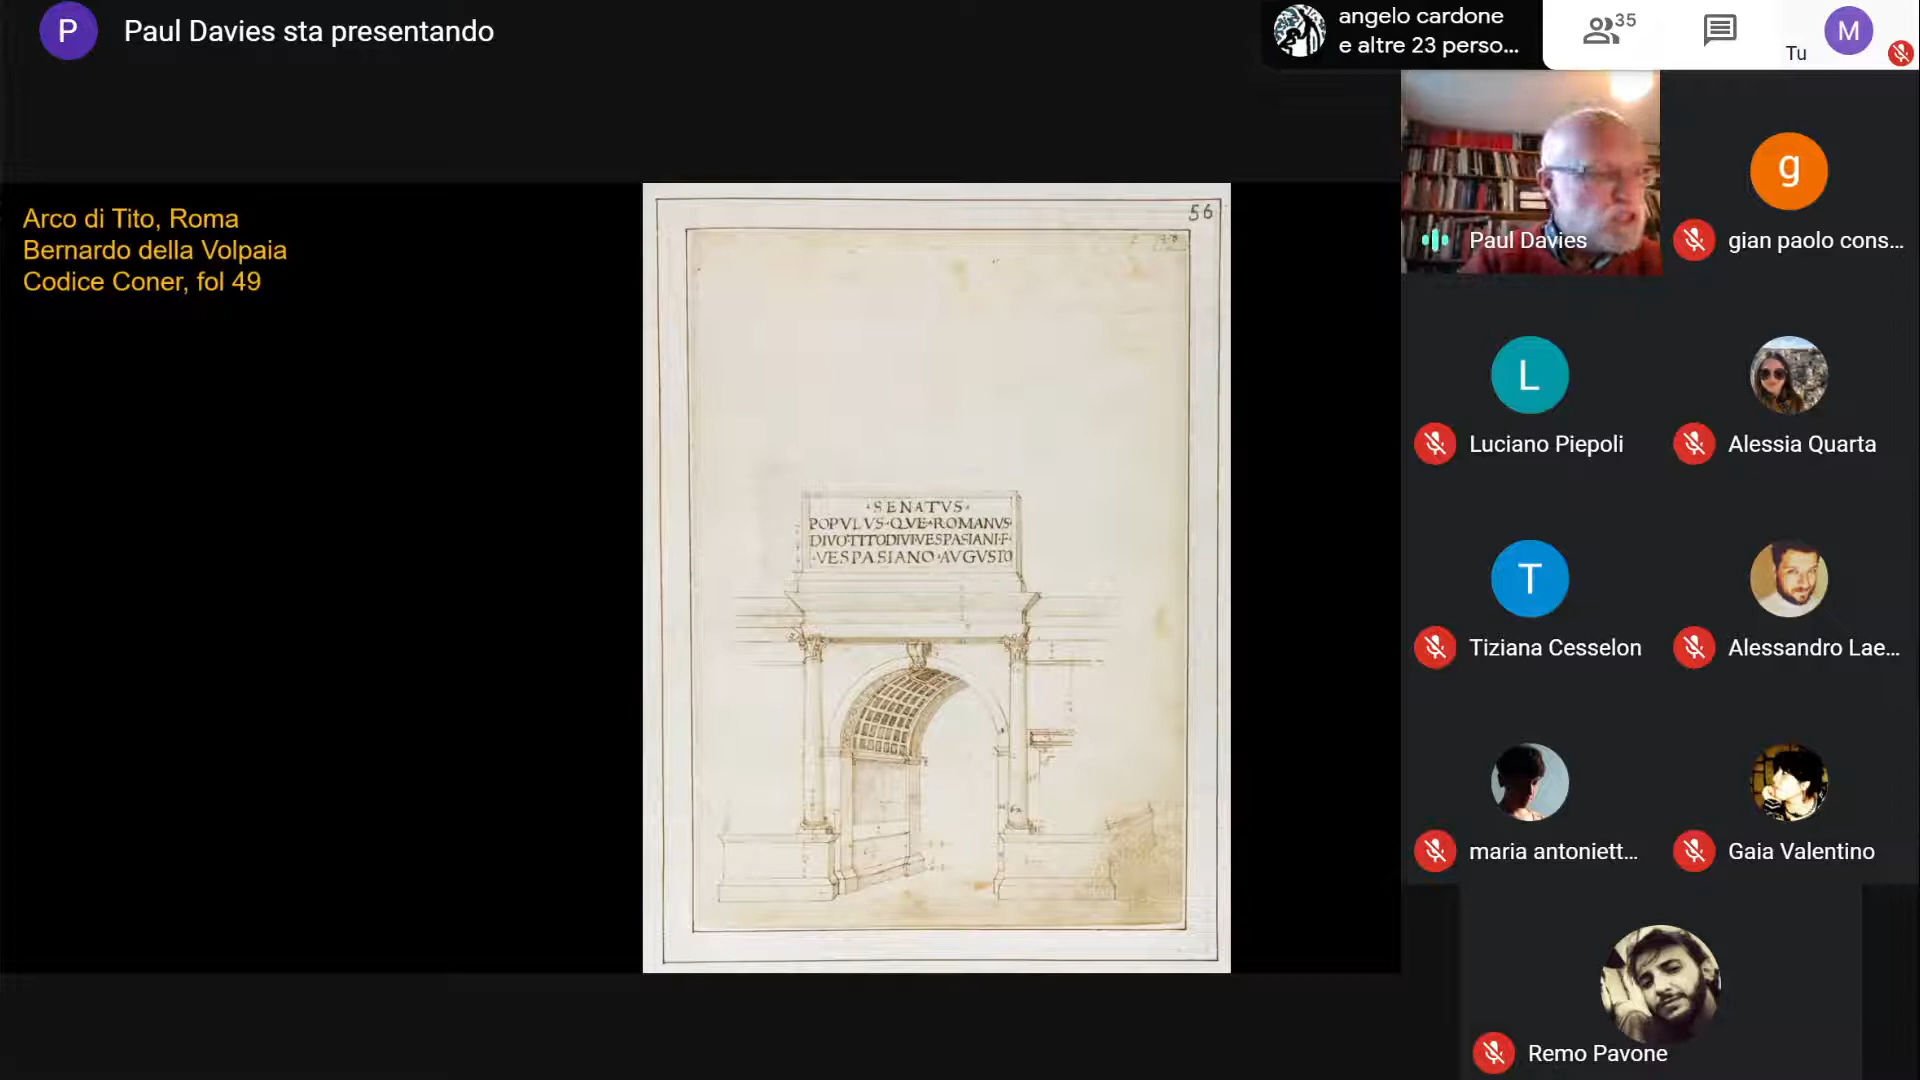 P
Paul Davies sta presentando
angelo cardone
e altre 23 perso...
35
Tu
M
Arco di Tito, Roma
Bernardo della Volpaia
Codice Coner, fol 49
56
·SENATVS·
POPVLVS·QVE·ROMANVS·
DIVO·TITO·DIVI·VESPASIANI·F·
·VESPASIANO·AVGVSTO
Paul Davies
g
gian paolo cons...
L
Luciano Piepoli
Alessia Quarta
T
Tiziana Cesselon
Alessandro Lae...
maria antoniett...
Gaia Valentino
Remo Pavone